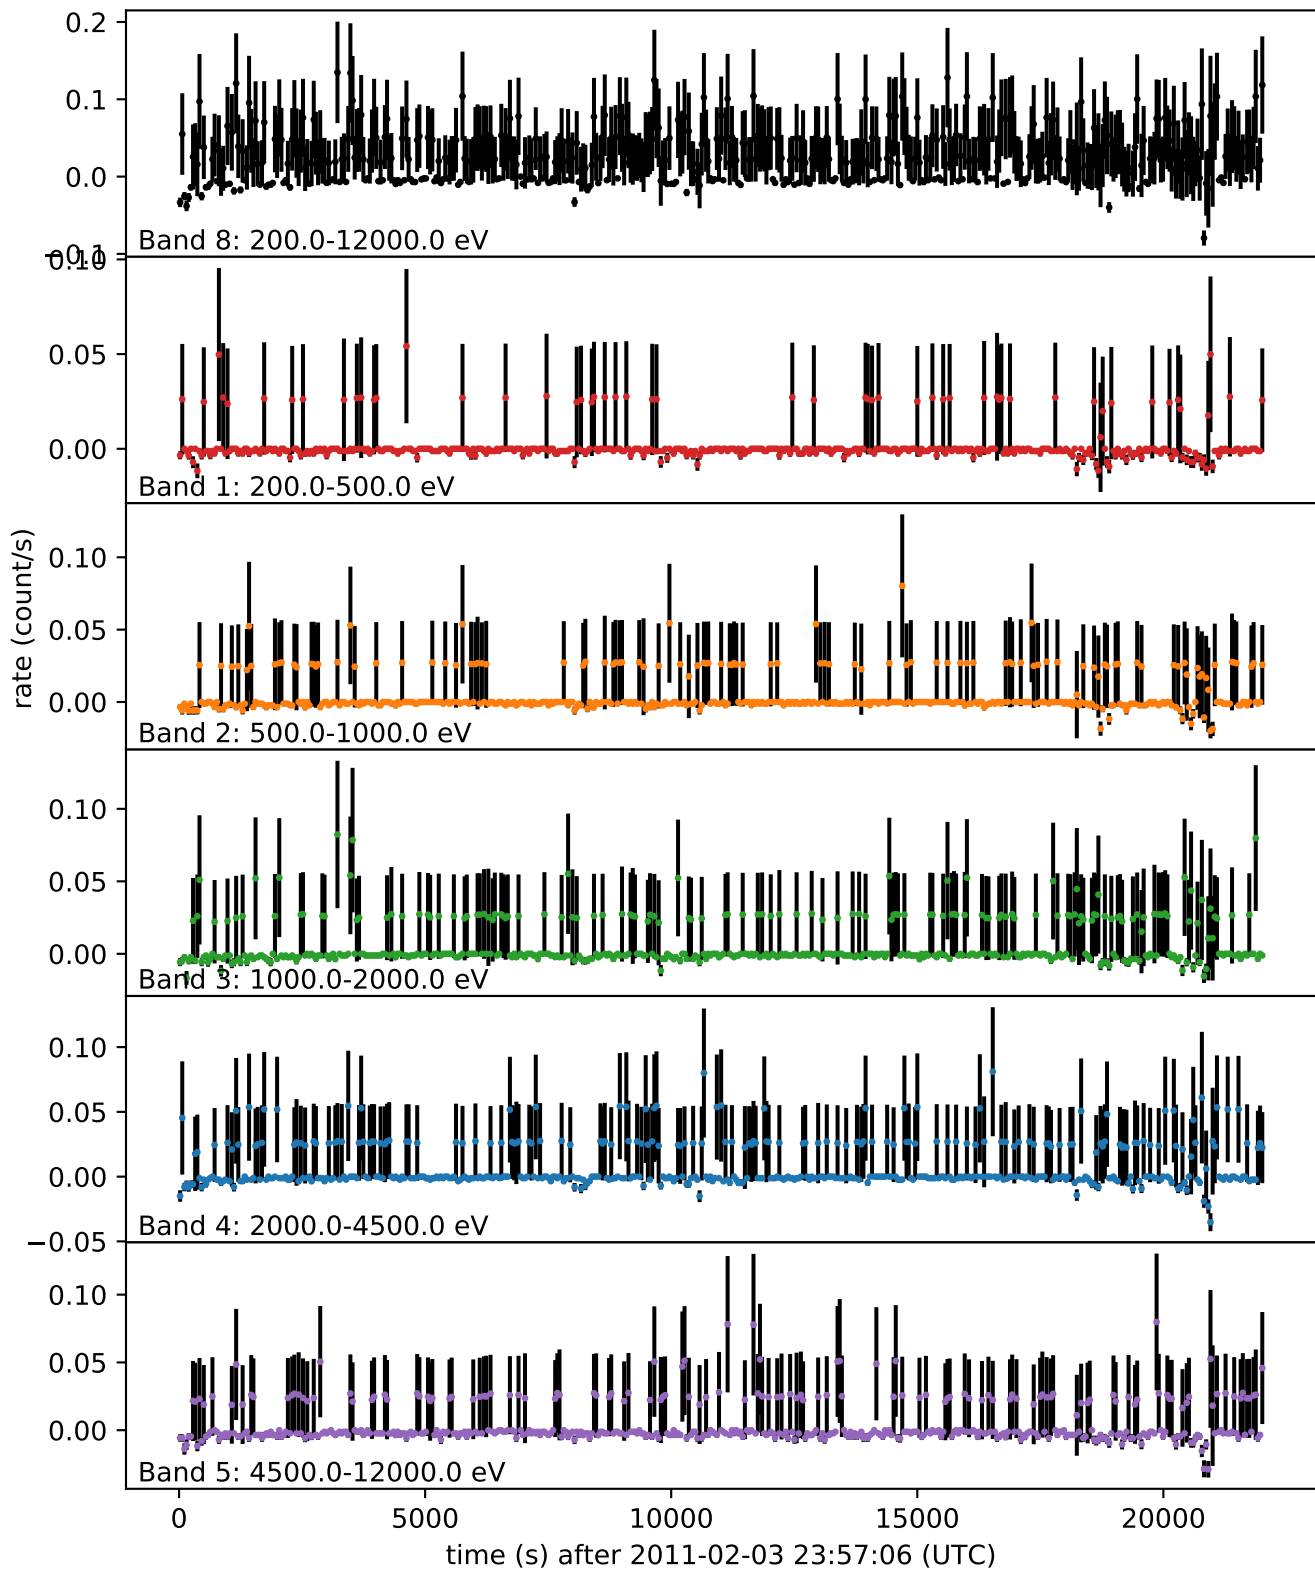 0.2
0.1
0.0
−0.1
Band 8: 200.0-12000.0 eV
0.10
0.05
0.00
Band 1: 200.0-500.0 eV
0.10
0.05
0.00
Band 2: 500.0-1000.0 eV
rate (count/s)
0.10
0.05
0.00
Band 3: 1000.0-2000.0 eV
0.10
0.05
0.00
−0.05
Band 4: 2000.0-4500.0 eV
0.10
0.05
0.00
Band 5: 4500.0-12000.0 eV
0 5000 10000 15000 20000
time (s) after 2011-02-03 23:57:06 (UTC)